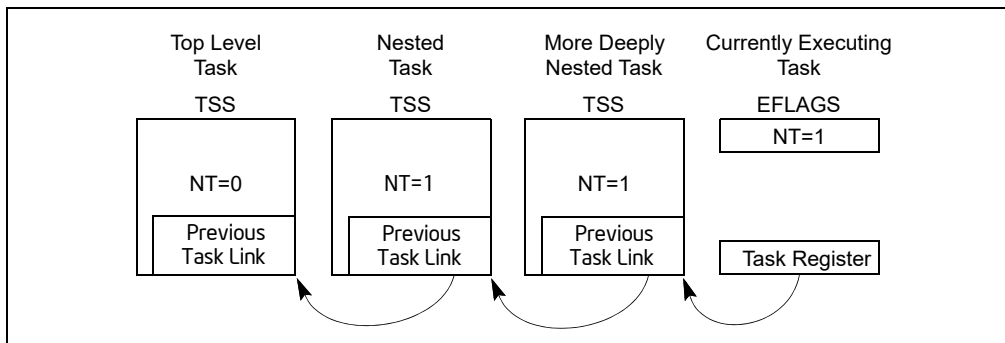 Top Level
Task
Nested
Task
More Deeply
Nested Task
Currently Executing
Task
TSS
TSS
TSS
EFLAGS
NT=1
NT=0
NT=1
NT=1
Previous
Task Link
Previous
Task Link
Previous
Task Link
Task Register